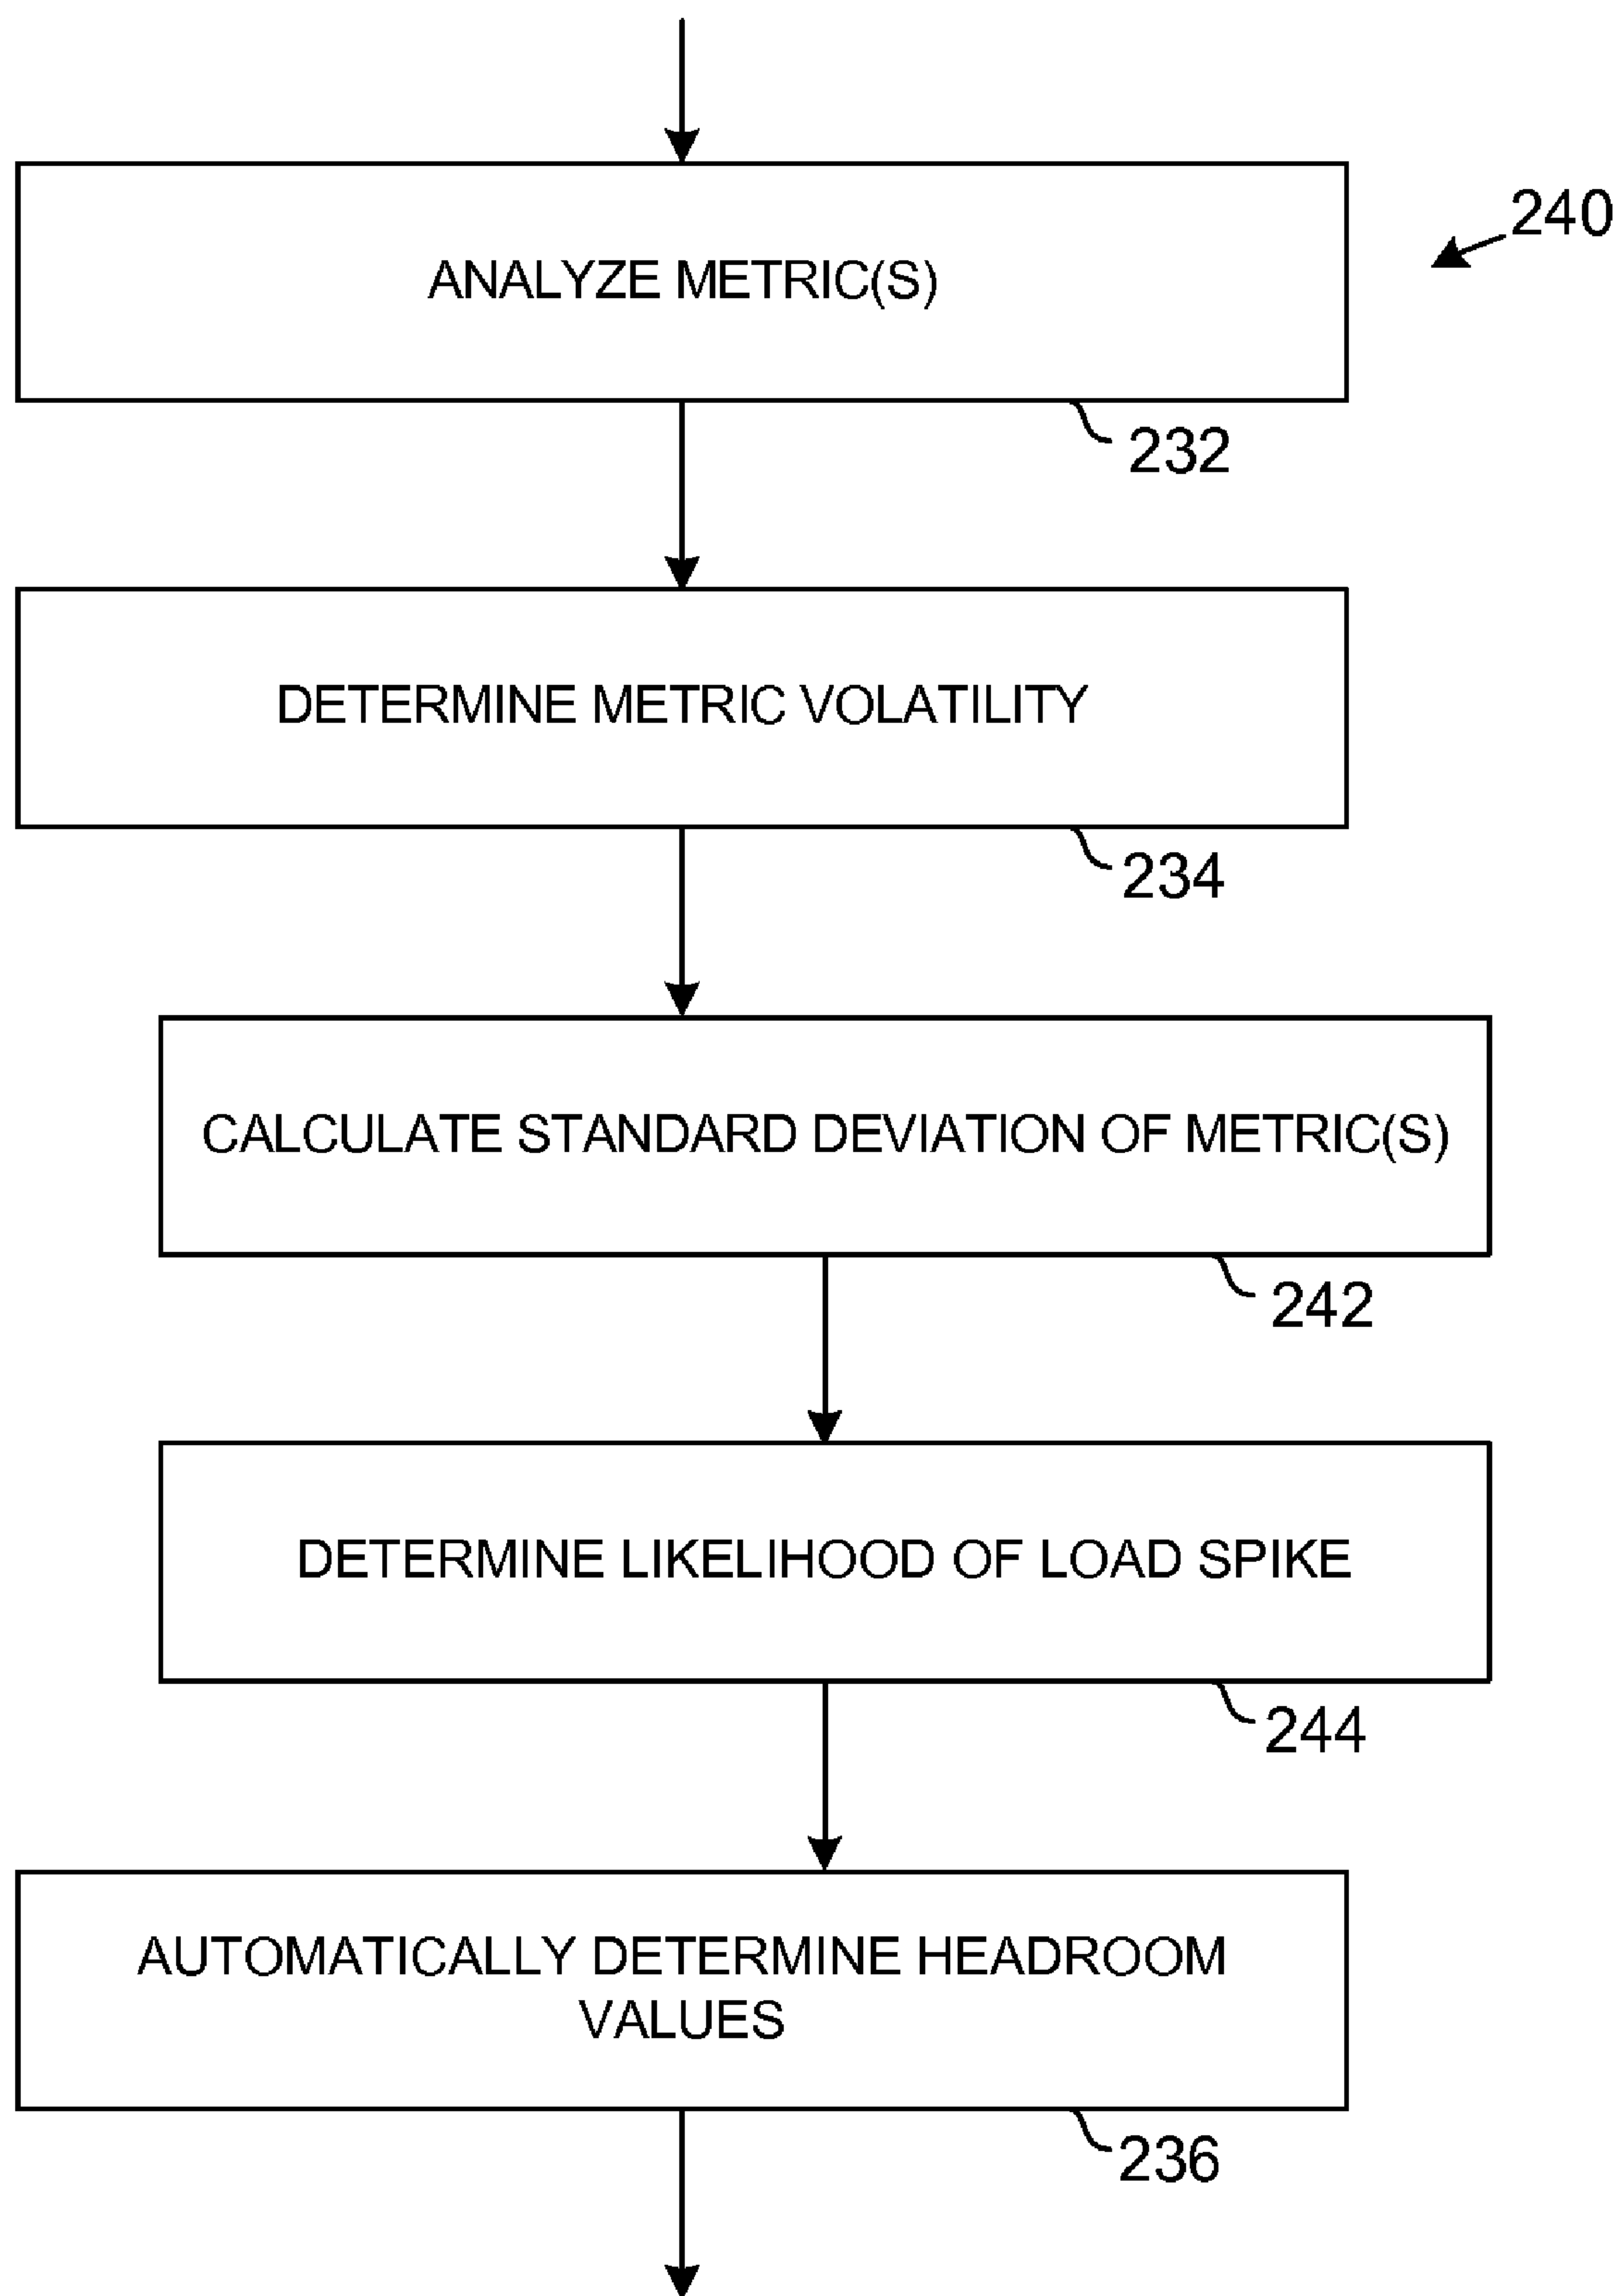 240
ANALYZE METRIC(S)
232
DETERMINE METRIC VOLATILITY
234
CALCULATE STANDARD DEVIATION OF METRIC(S)
242
DETERMINE LIKELIHOOD OF LOAD SPIKE
244
AUTOMATICALLY DETERMINE HEADROOM
VALUES
236